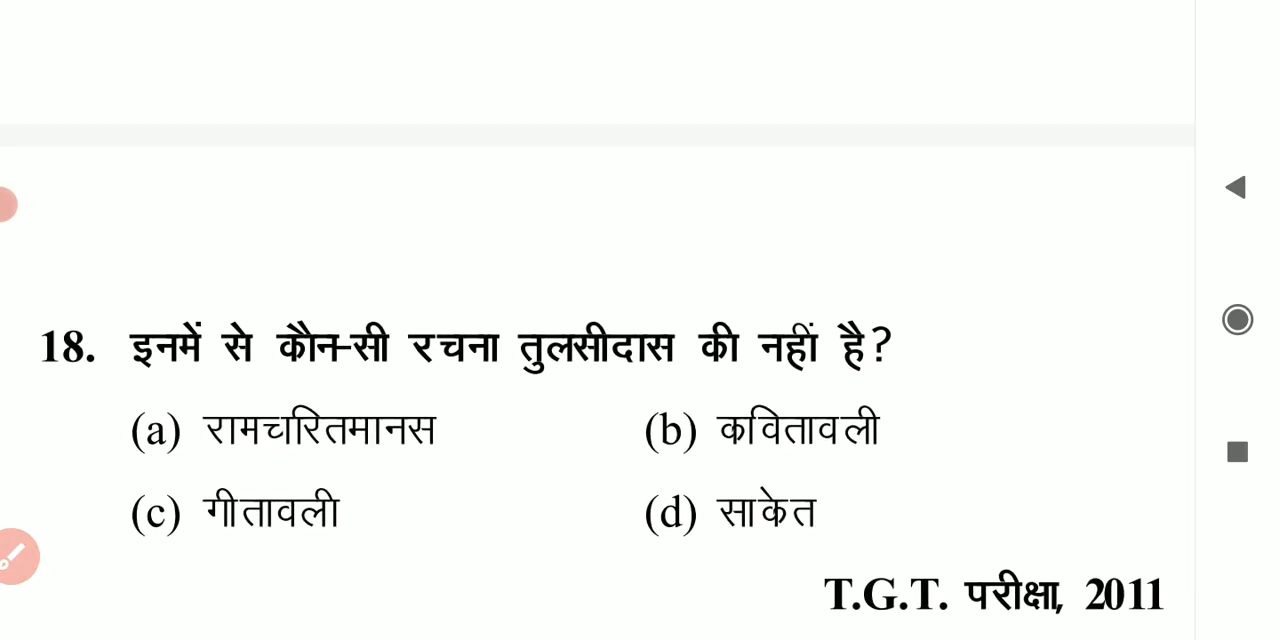 18. इनमें से कौन-सी रचना तुलसीदास की नहीं है?
(a) रामचरितमानस (b) कवितावली
(c) गीतावली (d) साकेत
T.G.T. परीक्षा, 2011